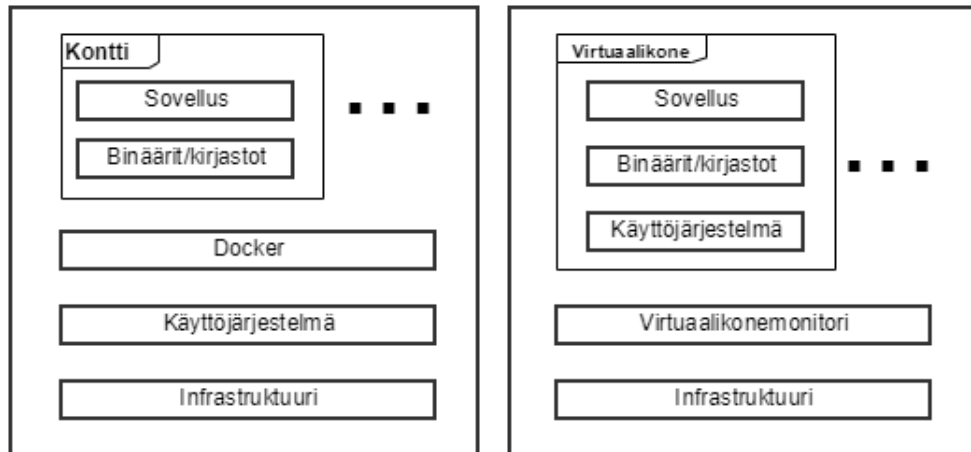 Kontti
Sovellus
Binäärit/kirjastot
Docker
Käyttöjärjestelmä
Infrastruktuuri
Virtuaalikone
Sovellus
Binäärit/kirjastot
Käyttöjärjestelmä
Virtuaalikonemonitori
Infrastruktuuri